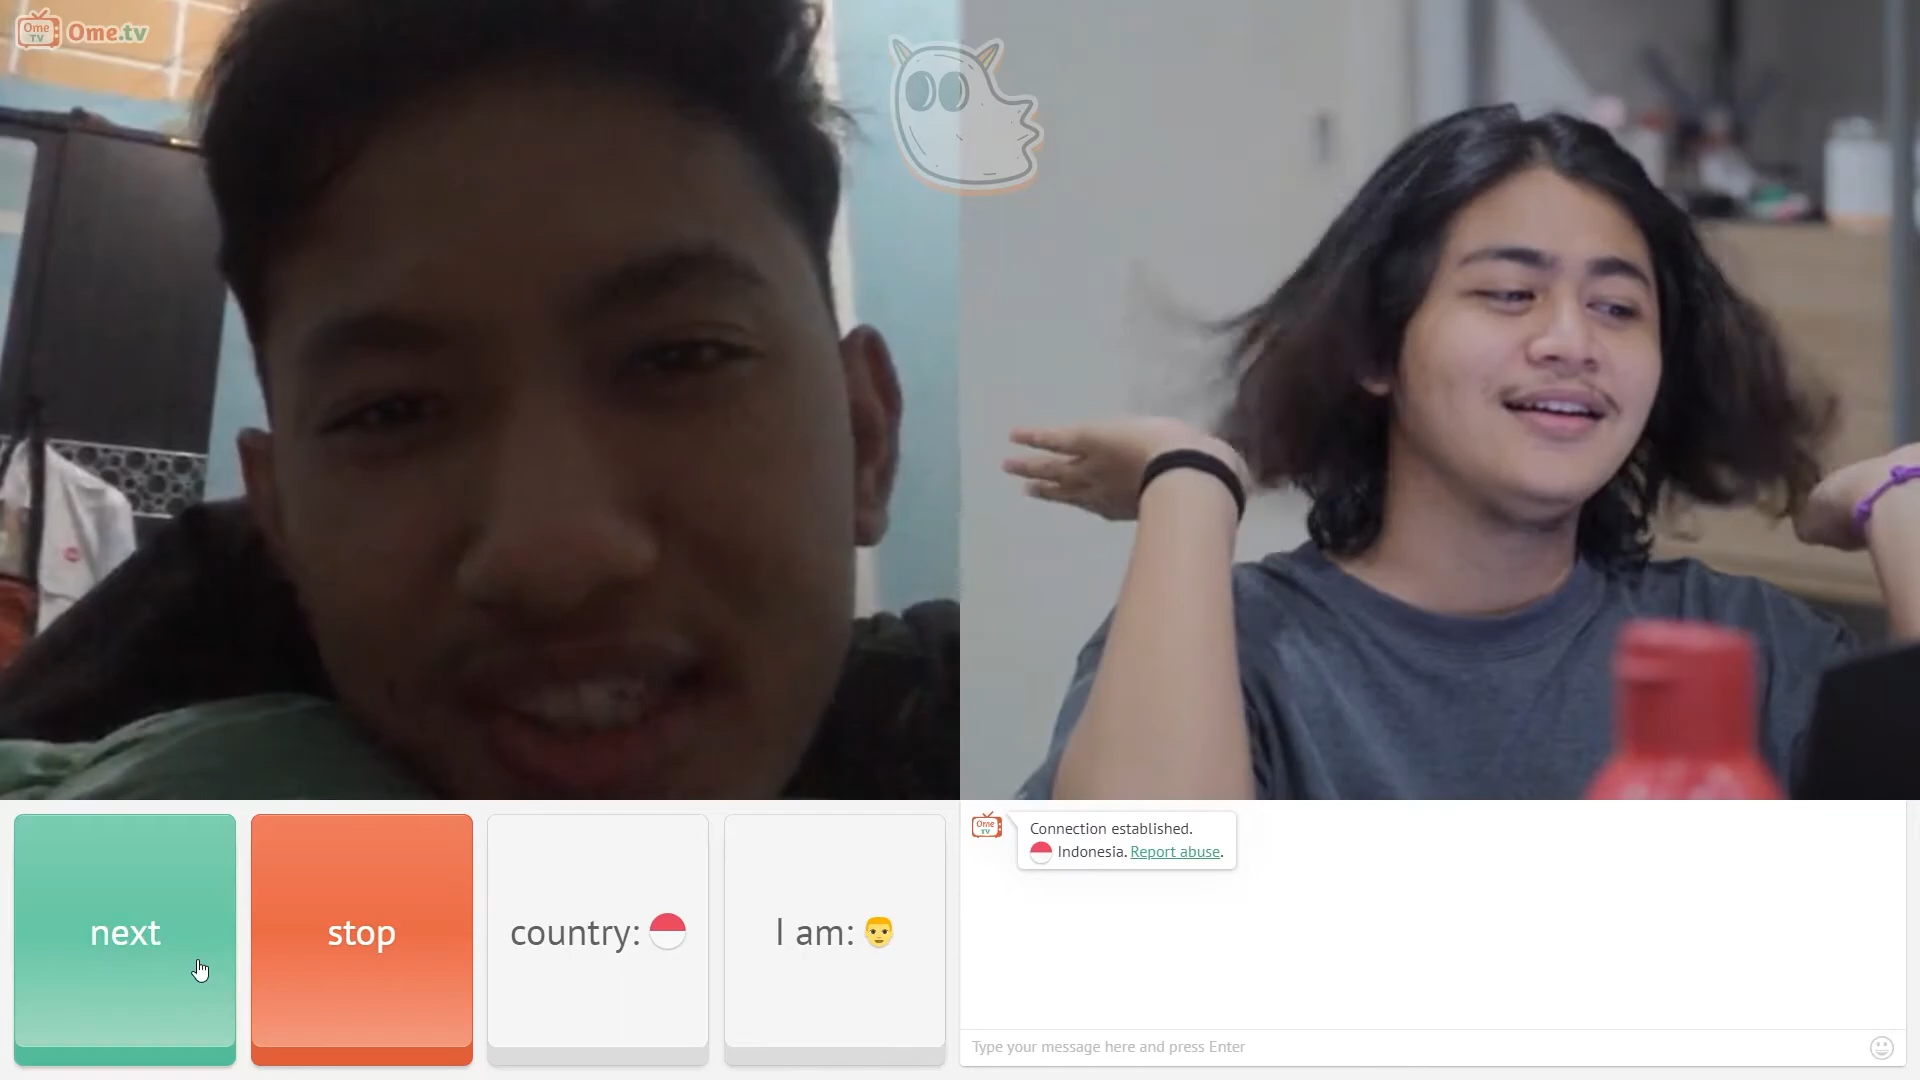 Ome TV Ome.tv
next
stop
country:
I am:
Ome TV
Connection established.
Indonesia. Report abuse.
Type your message here and press Enter